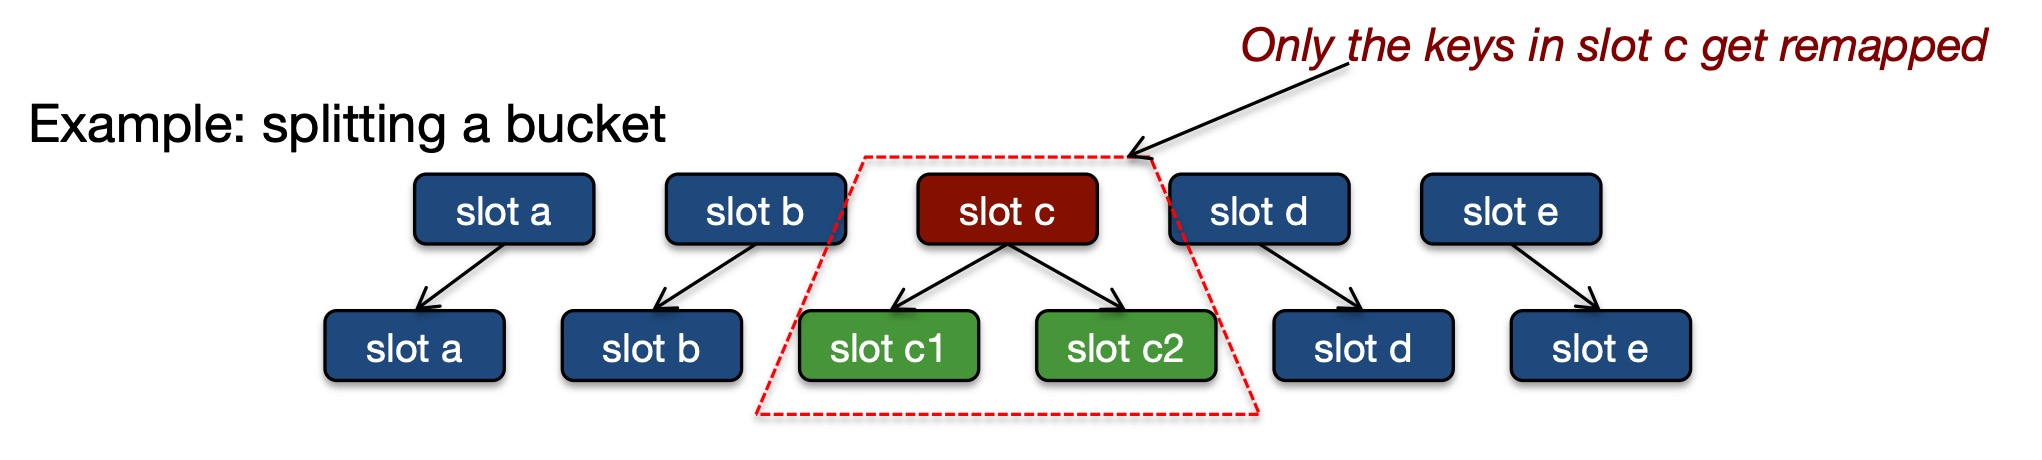 Only the keys in slot c get remapped
Example: splitting a bucket
slot a slot b slot c slot d slot e
slot a slot b slot c1 slot c2 slot d slot e